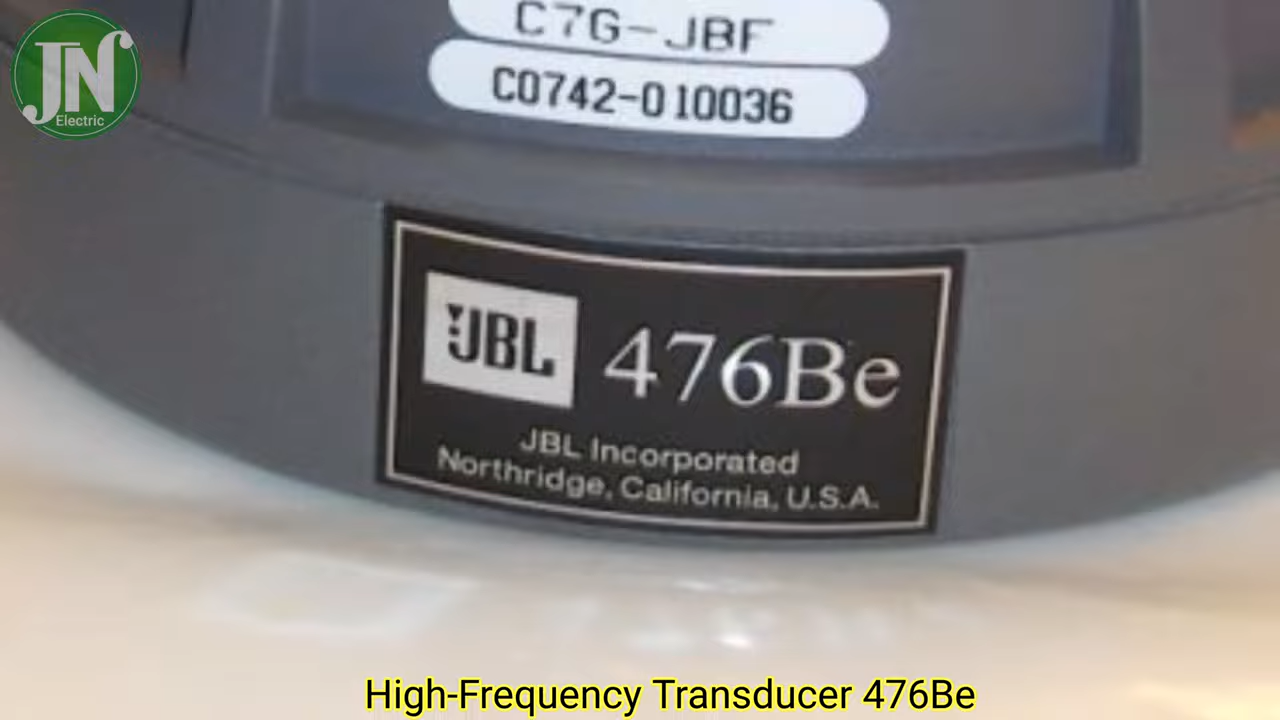 JN
Electric
C7G-JBF
C0742-010036
JBL 476Be
JBL Incorporated
Northridge, California, U.S.A.
High-Frequency Transducer 476Be